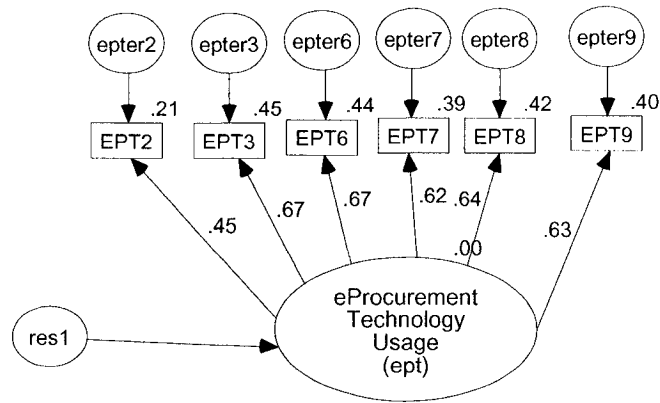 epter2 epter3 epter6 epter7 epter8 epter9
.21 .45 .44 .39 .42 .40
EPT2 EPT3 EPT6 EPT7 EPT8 EPT9
.45 .67 .67 .62 .64 .63
.00
eProcurement
Technology
Usage
(ept)
res1